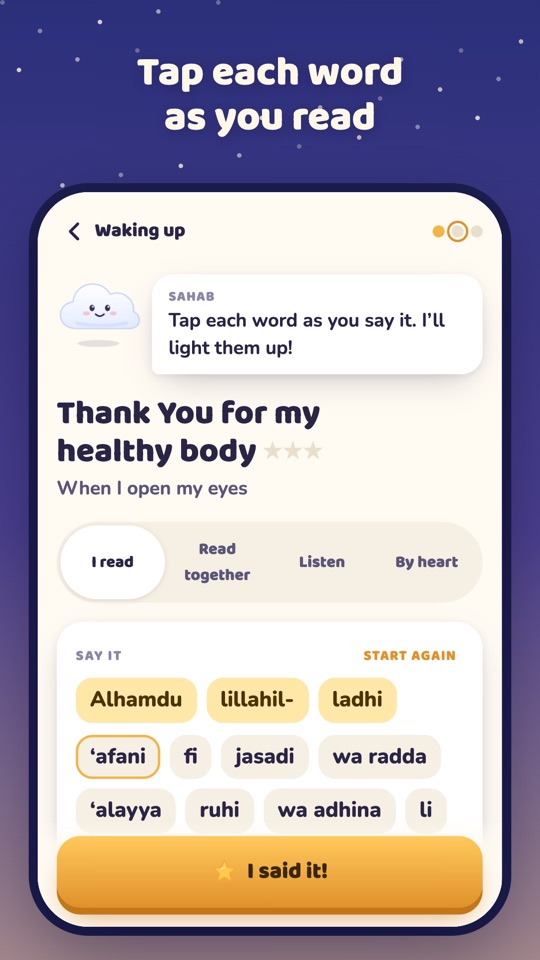 Tap each word
as you read
Waking up
SAHAB
Tap each word as you say it. I’ll
light them up!
Thank You for my
healthy body
When I open my eyes
I read
Read
together
Listen
By heart
SAY IT
START AGAIN
Alhamdu lillahil- ladhi
‘afani fi jasadi wa radda
‘alayya ruhi wa adhina li
I said it!